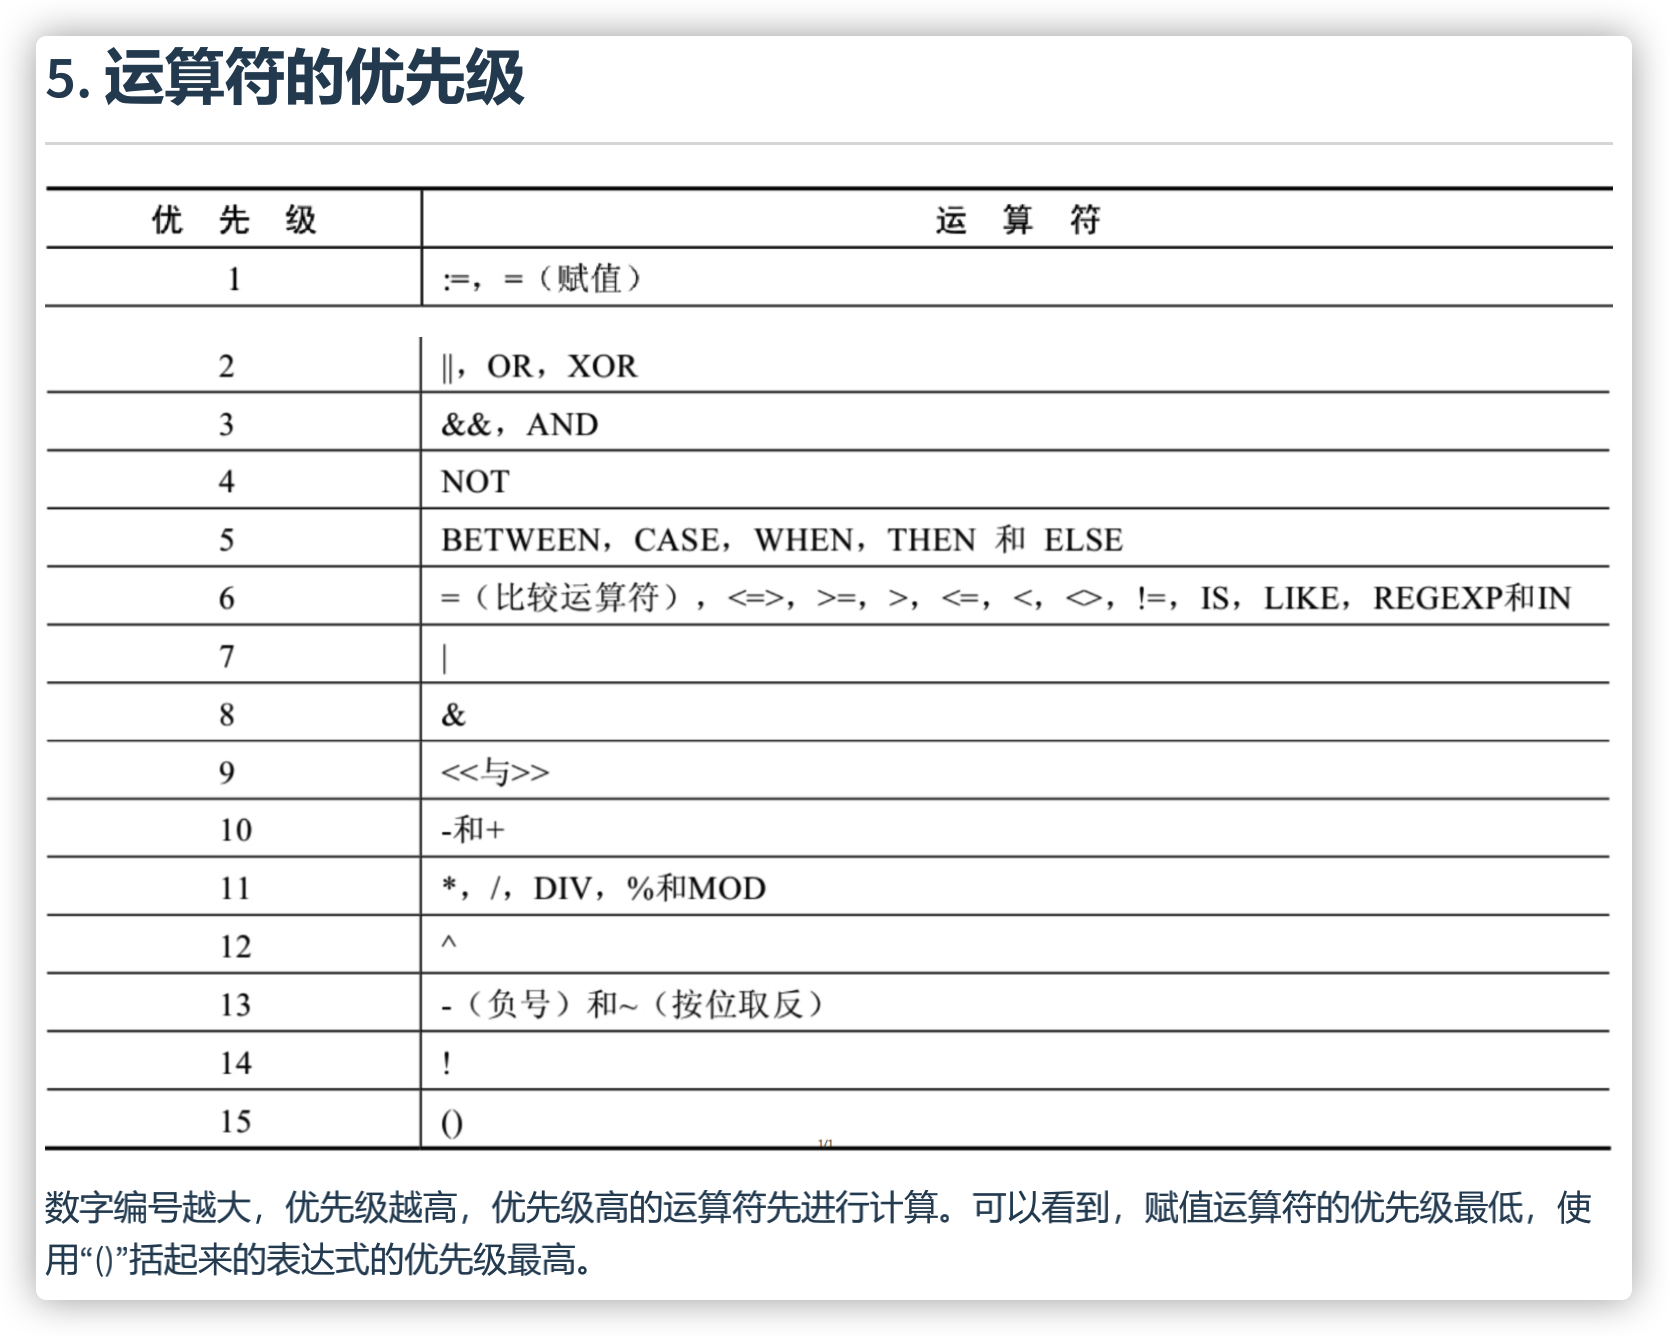 5. 运算符的优先级
优 先 级 运 算 符
1 :=，=（赋值）
2 ||，OR，XOR
3 &&，AND
4 NOT
5 BETWEEN，CASE，WHEN，THEN 和 ELSE
6 =（比较运算符），<=>，>=，>，<=，<，<>，!=，IS，LIKE，REGEXP和IN
7 |
8 &
9 <<与>>
10 -和+
11 *，/，DIV，%和MOD
12 ^
13 -（负号）和~（按位取反）
14 !
15 ()
1/1
数字编号越大，优先级越高，优先级高的运算符先进行计算。可以看到，赋值运算符的优先级最低，使
用“()”括起来的表达式的优先级最高。